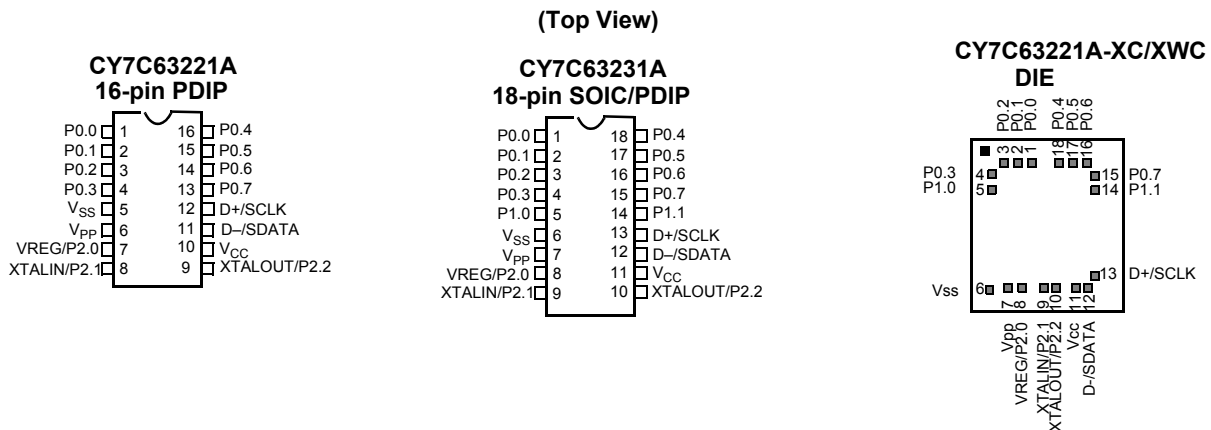 (Top View)
CY7C63221A
16-pin PDIP
P0.0 1 16 P0.4
P0.1 2 15 P0.5
P0.2 3 14 P0.6
P0.3 4 13 P0.7
VSS 5 12 D+/SCLK
VPP 6 11 D–/SDATA
VREG/P2.0 7 10 VCC
XTALIN/P2.1 8 9 XTALOUT/P2.2
CY7C63231A
18-pin SOIC/PDIP
P0.0 1 18 P0.4
P0.1 2 17 P0.5
P0.2 3 16 P0.6
P0.3 4 15 P0.7
P1.0 5 14 P1.1
VSS 6 13 D+/SCLK
VPP 7 12 D–/SDATA
VREG/P2.0 8 11 VCC
XTALIN/P2.1 9 10 XTALOUT/P2.2
CY7C63221A-XC/XWC
DIE
P0.2 P0.1 P0.0 P0.4 P0.5 P0.6
3 2 1 18 17 16
P0.3 4 15 P0.7
P1.0 5 14 P1.1
13 D+/SCLK
Vss 6
7 8 9 10 11 12
Vpp VREG/P2.0 XTALIN/P2.1 XTALOUT/P2.2 Vcc D-/SDATA